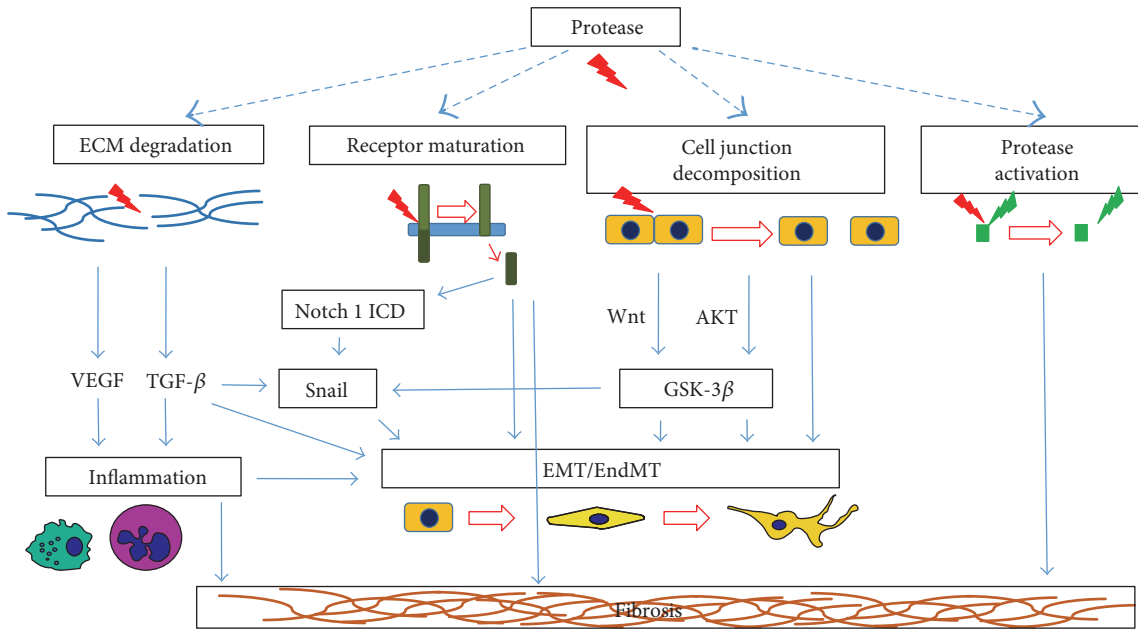 Protease
ECM degradation
Receptor maturation
Cell junction
decomposition
Protease
activation
Notch 1 ICD
Wnt
AKT
VEGF
TGF-β
Snail
GSK-3β
Inflammation
EMT/EndMT
Fibrosis